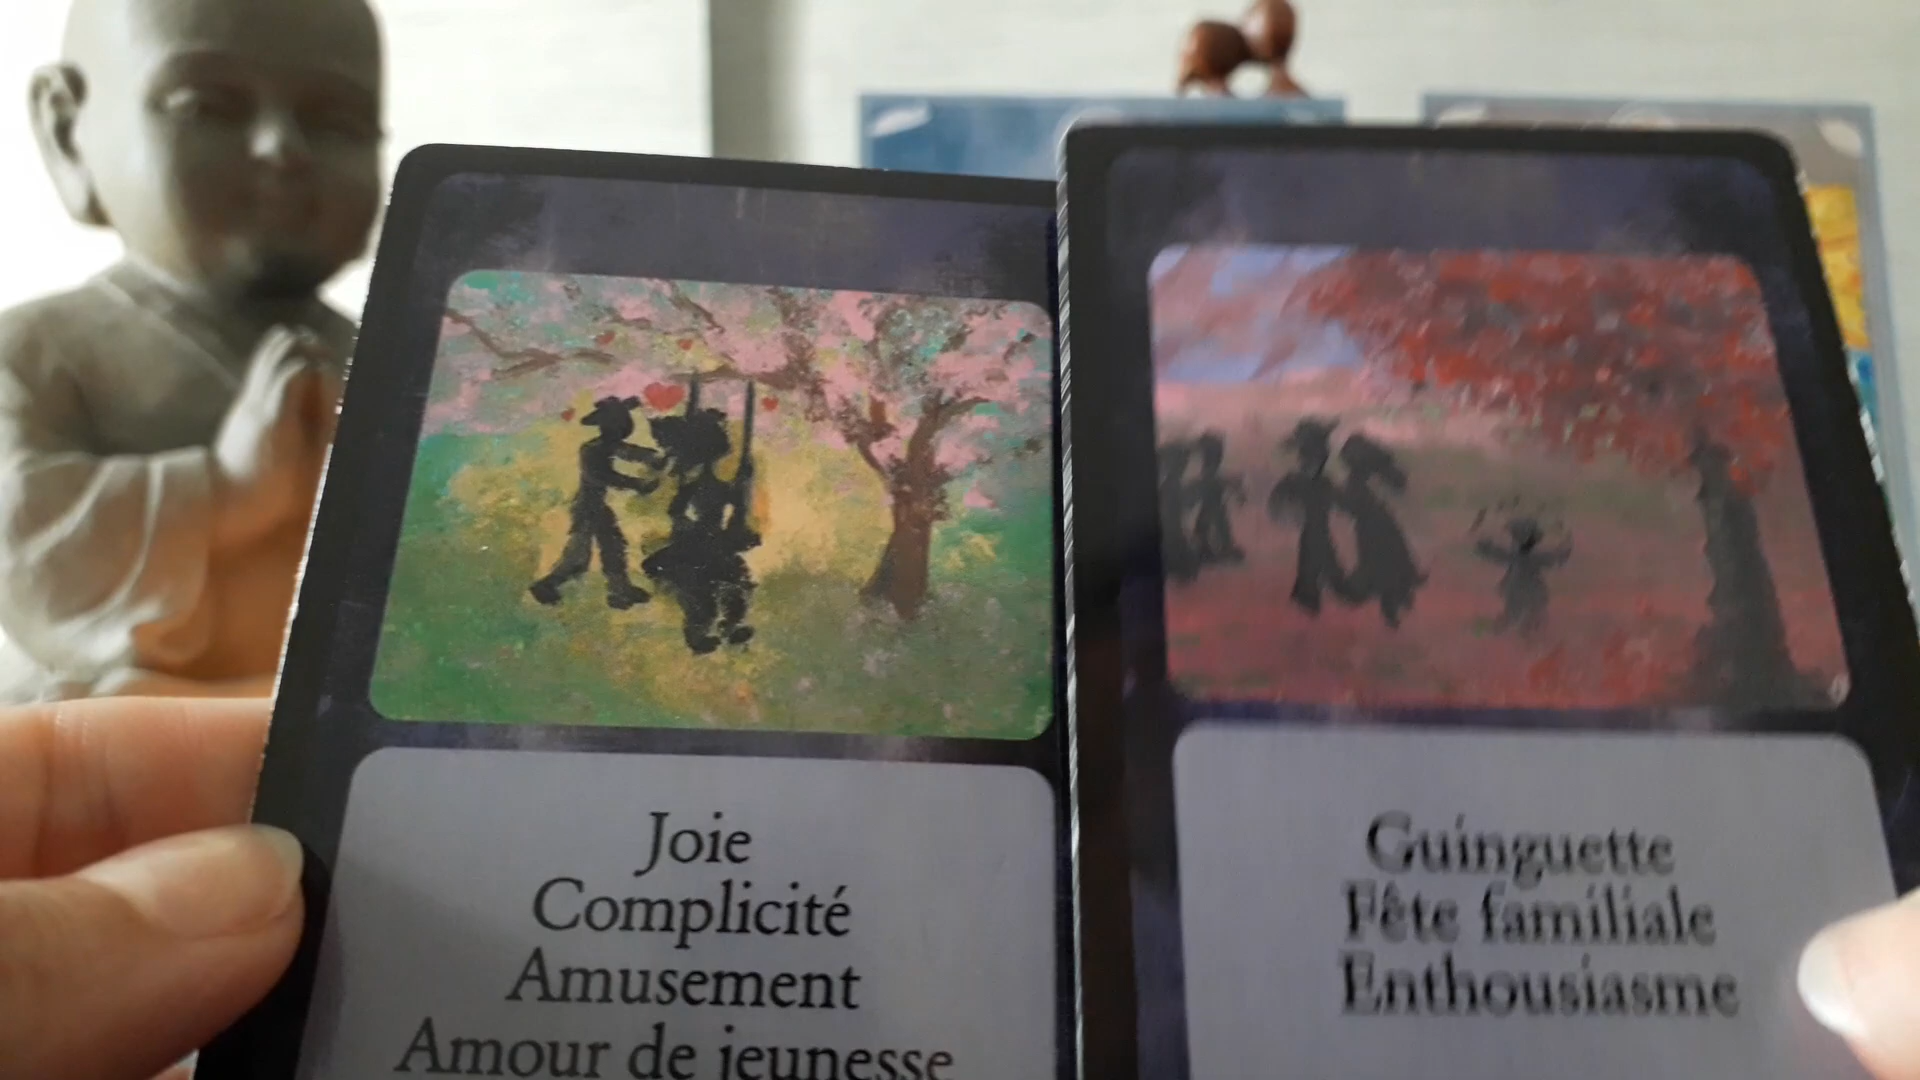 Joie
Complicité
Amusement
Amour de jeunesse
Guinguette
Fête familiale
Enthousiasme